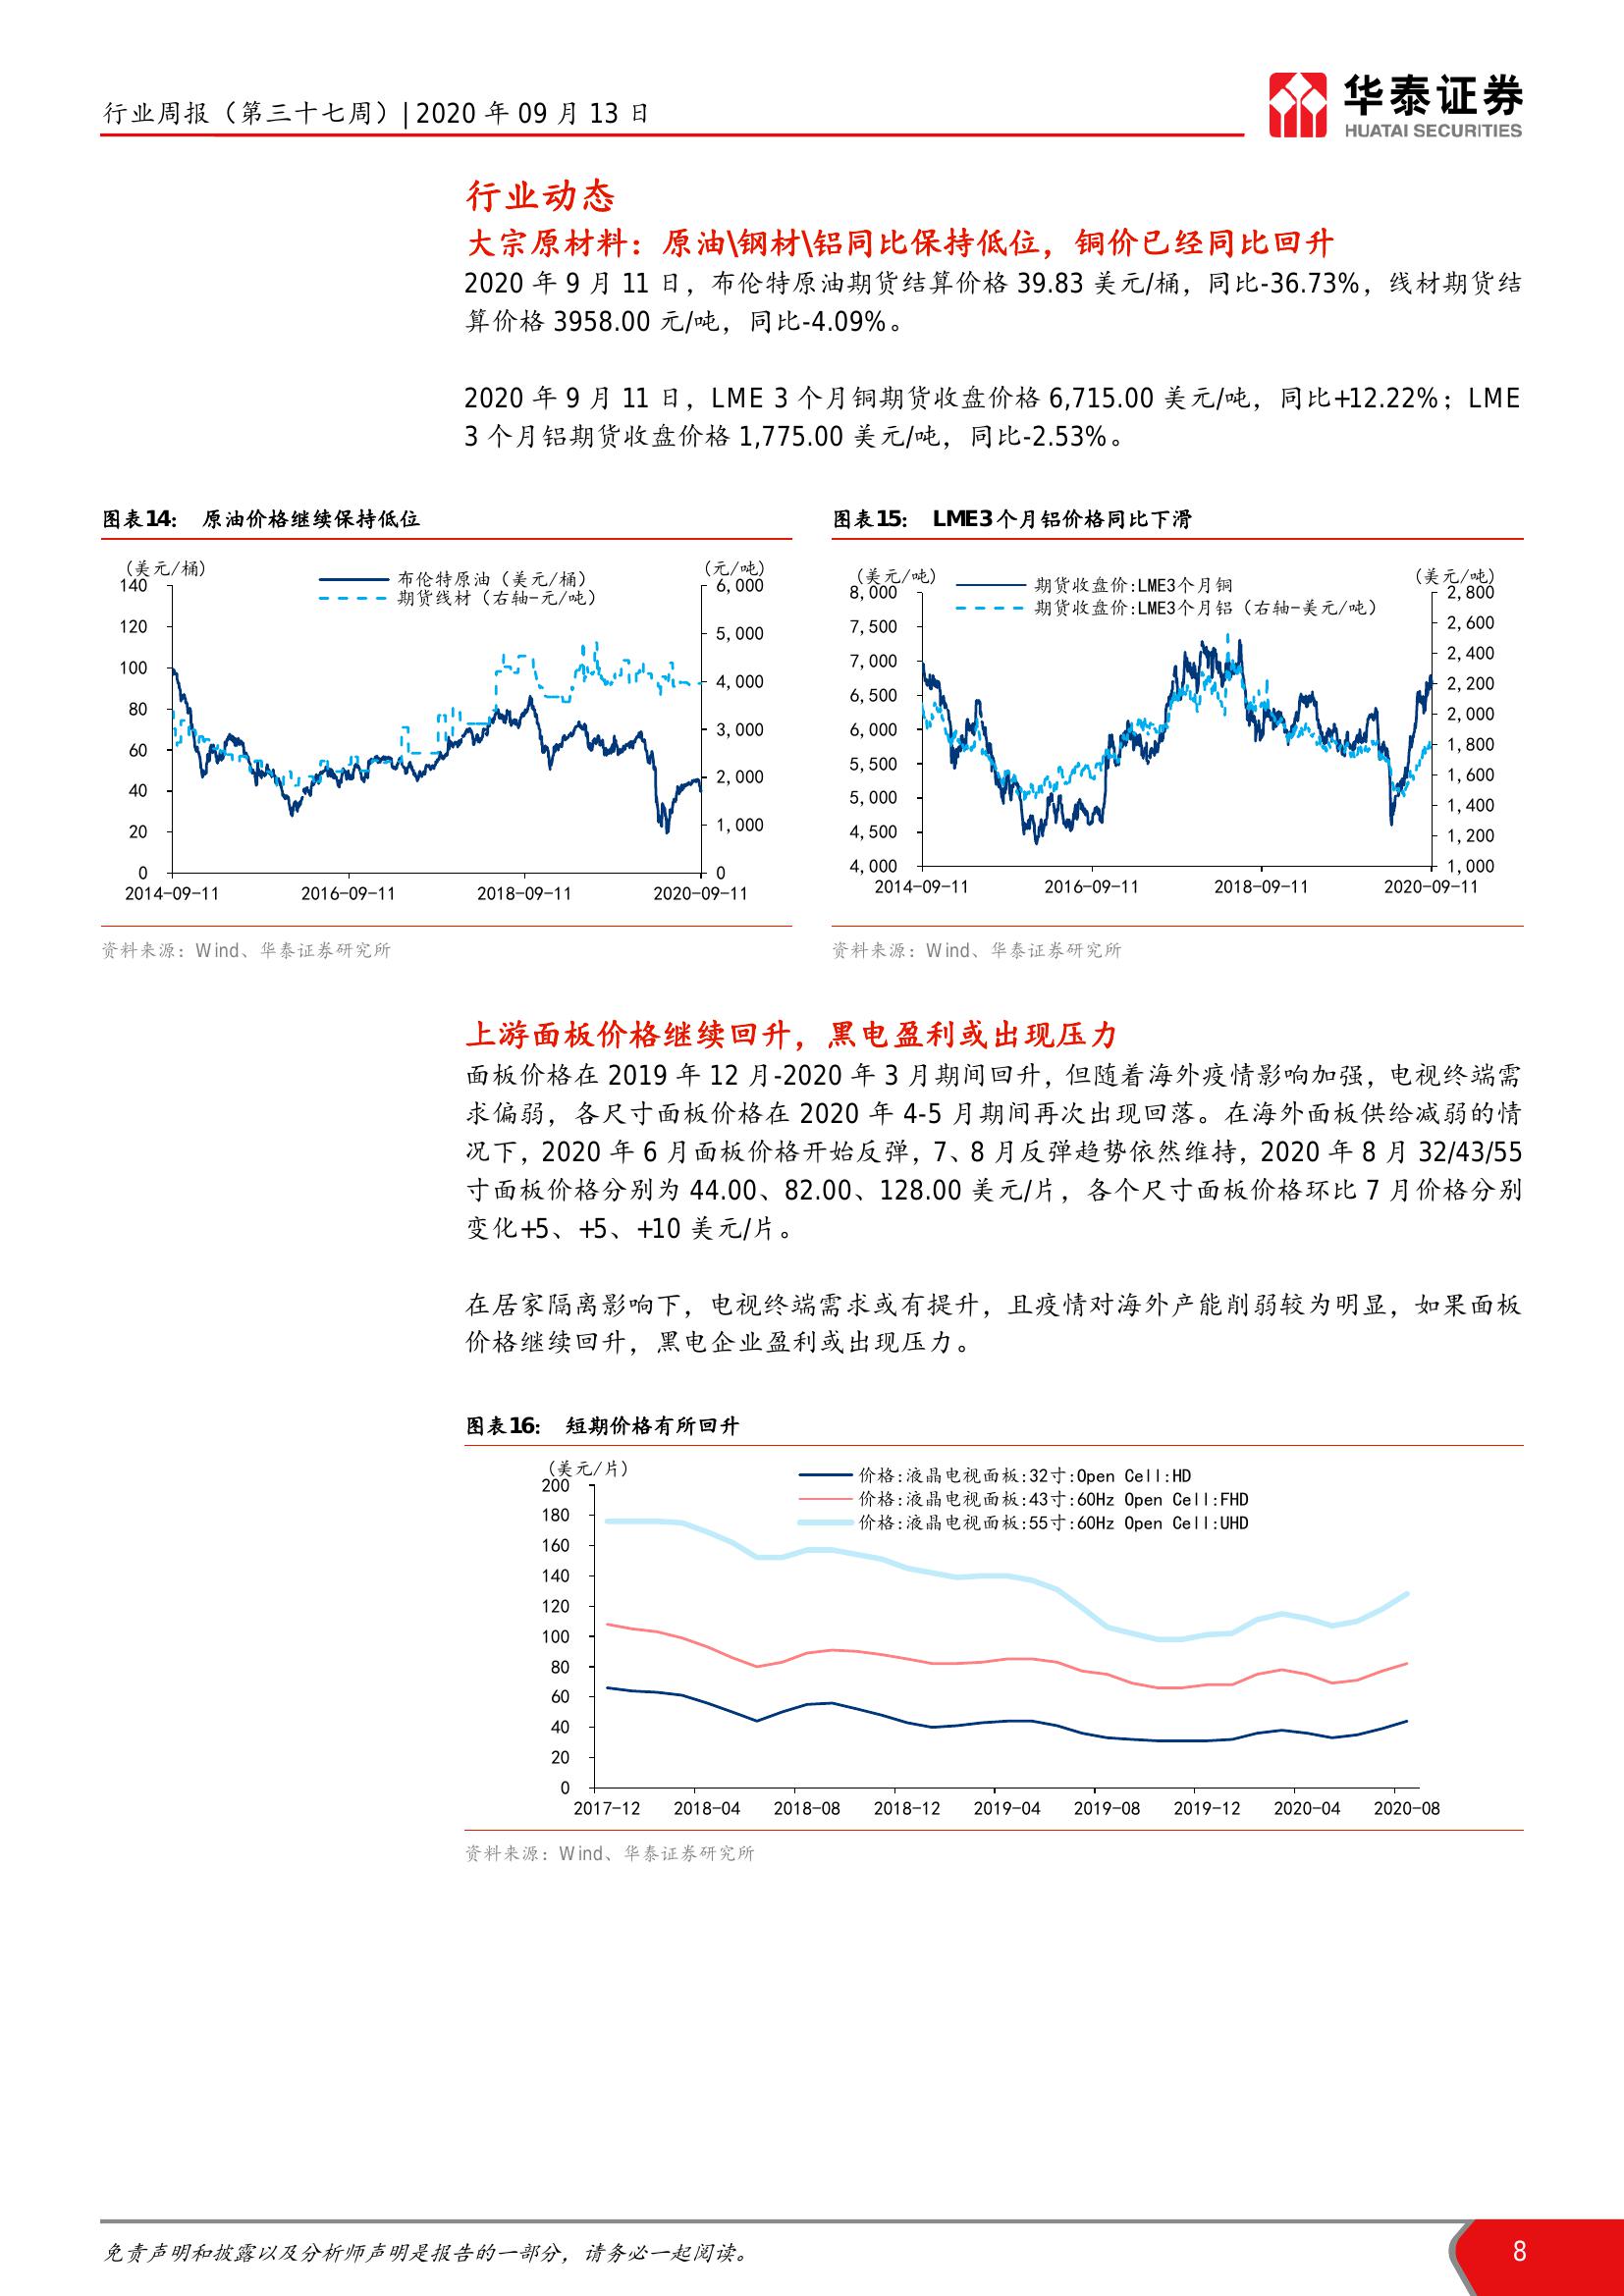 行业周报（第三十七周）| 2020 年 09 月 13 日
华泰证券
HUATAI SECURITIES
行业动态
大宗原材料：原油\钢材\铝同比保持低位，铜价已经同比回升
2020 年 9 月 11 日，布伦特原油期货结算价格 39.83 美元/桶，同比-36.73%，线材期货结
算价格 3958.00 元/吨，同比-4.09%。
2020 年 9 月 11 日，LME 3 个月铜期货收盘价格 6,715.00 美元/吨，同比+12.22%；LME
3 个月铝期货收盘价格 1,775.00 美元/吨，同比-2.53%。
图表14： 原油价格继续保持低位
（美元/桶）
（元/吨）
布伦特原油（美元/桶）
期货线材（右轴-元/吨）
140
120
100
80
60
40
20
0
6,000
5,000
4,000
3,000
2,000
1,000
0
2014-09-11 2016-09-11 2018-09-11 2020-09-11
资料来源：Wind、华泰证券研究所
图表15： LME3 个月铝价格同比下滑
（美元/吨）
（美元/吨）
期货收盘价:LME3个月铜
期货收盘价:LME3个月铝（右轴-美元/吨）
8,000
7,500
7,000
6,500
6,000
5,500
5,000
4,500
4,000
2,800
2,600
2,400
2,200
2,000
1,800
1,600
1,400
1,200
1,000
2014-09-11 2016-09-11 2018-09-11 2020-09-11
资料来源：Wind、华泰证券研究所
上游面板价格继续回升，黑电盈利或出现压力
面板价格在 2019 年 12 月-2020 年 3 月期间回升，但随着海外疫情影响加强，电视终端需
求偏弱，各尺寸面板价格在 2020 年 4-5 月期间再次出现回落。在海外面板供给减弱的情
况下，2020 年 6 月面板价格开始反弹，7、8 月反弹趋势依然维持，2020 年 8 月 32/43/55
寸面板价格分别为 44.00、82.00、128.00 美元/片，各个尺寸面板价格环比 7 月价格分别
变化+5、+5、+10 美元/片。
在居家隔离影响下，电视终端需求或有提升，且疫情对海外产能削弱较为明显，如果面板
价格继续回升，黑电企业盈利或出现压力。
图表16： 短期价格有所回升
（美元/片）
价格:液晶电视面板:32寸:Open Cell:HD
价格:液晶电视面板:43寸:60Hz Open Cell:FHD
价格:液晶电视面板:55寸:60Hz Open Cell:UHD
200
180
160
140
120
100
80
60
40
20
0
2017-12 2018-04 2018-08 2018-12 2019-04 2019-08 2019-12 2020-04 2020-08
资料来源：Wind、华泰证券研究所
免责声明和披露以及分析师声明是报告的一部分，请务必一起阅读。
8